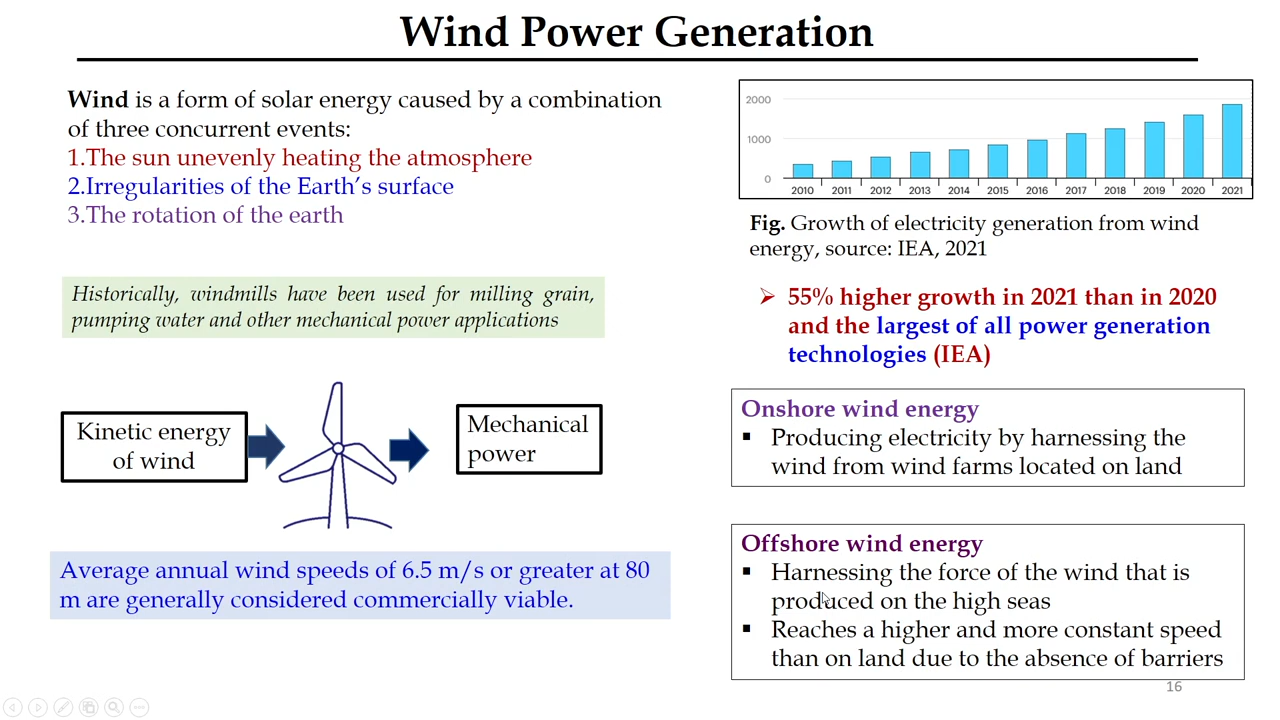 Wind Power Generation
Wind is a form of solar energy caused by a combination
of three concurrent events:
1.The sun unevenly heating the atmosphere
2.Irregularities of the Earth's surface
3.The rotation of the earth
Historically, windmills have been used for milling grain,
pumping water and other mechanical power applications
Kinetic energy
of wind
Mechanical
power
Average annual wind speeds of 6.5 m/s or greater at 80
m are generally considered commercially viable.
2000
1000
0
2010 2011 2012 2013 2014 2015 2016 2017 2018 2019 2020 2021
Fig. Growth of electricity generation from wind
energy, source: IEA, 2021
➢ 55% higher growth in 2021 than in 2020
and the largest of all power generation
technologies (IEA)
Onshore wind energy
▪ Producing electricity by harnessing the
wind from wind farms located on land
Offshore wind energy
▪ Harnessing the force of the wind that is
produced on the high seas
▪ Reaches a higher and more constant speed
than on land due to the absence of barriers
16